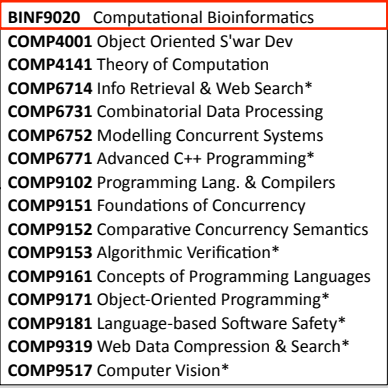 BINF9020 Computational Bioinformatics
COMP4001 Object Oriented S'war Dev
COMP4141 Theory of Computation
COMP6714 Info Retrieval & Web Search*
COMP6731 Combinatorial Data Processing
COMP6752 Modelling Concurrent Systems
COMP6771 Advanced C++ Programming*
COMP9102 Programming Lang. & Compilers
COMP9151 Foundations of Concurrency
COMP9152 Comparative Concurrency Semantics
COMP9153 Algorithmic Verification*
COMP9161 Concepts of Programming Languages
COMP9171 Object-Oriented Programming*
COMP9181 Language-based Software Safety*
COMP9319 Web Data Compression & Search*
COMP9517 Computer Vision*